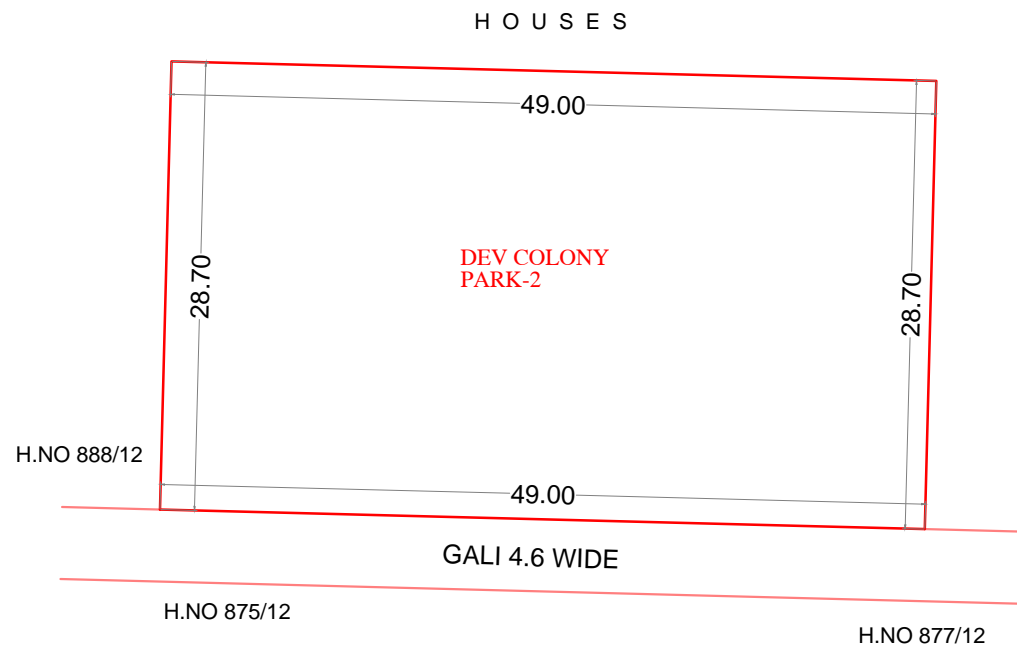 H O U S E S
49.00
DEV COLONY
PARK-2
28.70
28.70
H.NO 888/12
49.00
GALI 4.6 WIDE
H.NO 875/12
H.NO 877/12